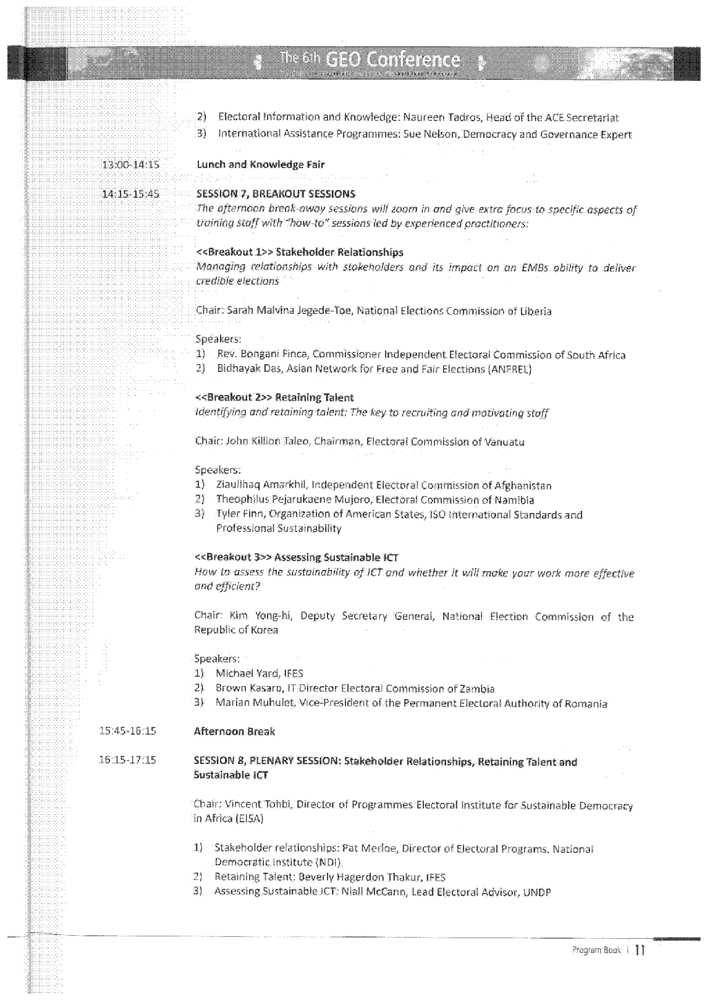 The 6th GEO Conference
2) Electoral Information and Knowledge: Naureen Tadros, Head of the ACE Secretariat
3) International Assistance Programmes: Sue Nelson, Democracy and Governance Expert
13:00-14:15 Lunch and Knowledge Fair
14:15-15:45 SESSION 7, BREAKOUT SESSIONS
The afternoon break-away sessions will zoom in and give extra focus to specific aspects of
training staff with "how-to" sessions led by experienced practitioners:
<<Breakout 1>> Stakeholder Relationships
Managing relationships with stakeholders and its impact on an EMBs ability to deliver
credible elections
Chair: Sarah Malvina Jegede-Toe, National Elections Commission of Liberia
Speakers:
1) Rev. Bongani Finca, Commissioner Independent Electoral Commission of South Africa
2) Bidhayak Das, Asian Network for Free and Fair Elections (ANFREL)
<<Breakout 2>> Retaining Talent
Identifying and retaining talent: The key to recruiting and motivating staff
Chair: John Killion Taleo, Chairman, Electoral Commission of Vanuatu
Speakers:
1) Ziaulhaq Amarkhil, Independent Electoral Commission of Afghanistan
2) Theophilus Pejarukaene Mujoro, Electoral Commission of Namibia
3) Tyler Finn, Organization of American States, ISO International Standards and
Professional Sustainability
<<Breakout 3>> Assessing Sustainable ICT
How to assess the sustainability of ICT and whether it will make your work more effective
and efficient?
Chair: Kim Yong-hi, Deputy Secretary General, National Election Commission of the
Republic of Korea
Speakers:
1) Michael Yard, IFES
2) Brown Kasaro, IT Director Electoral Commission of Zambia
3) Marian Muhulet, Vice-President of the Permanent Electoral Authority of Romania
15:45-16:15 Afternoon Break
16:15-17:15 SESSION 8, PLENARY SESSION: Stakeholder Relationships, Retaining Talent and
Sustainable ICT
Chair: Vincent Tohbi, Director of Programmes Electoral Institute for Sustainable Democracy
in Africa (EISA)
1) Stakeholder relationships: Pat Merloe, Director of Electoral Programs, National
Democratic Institute (NDI)
2) Retaining Talent: Beverly Hagerdon Thakur, IFES
3) Assessing Sustainable ICT: Niall McCann, Lead Electoral Advisor, UNDP
Program Book | 11